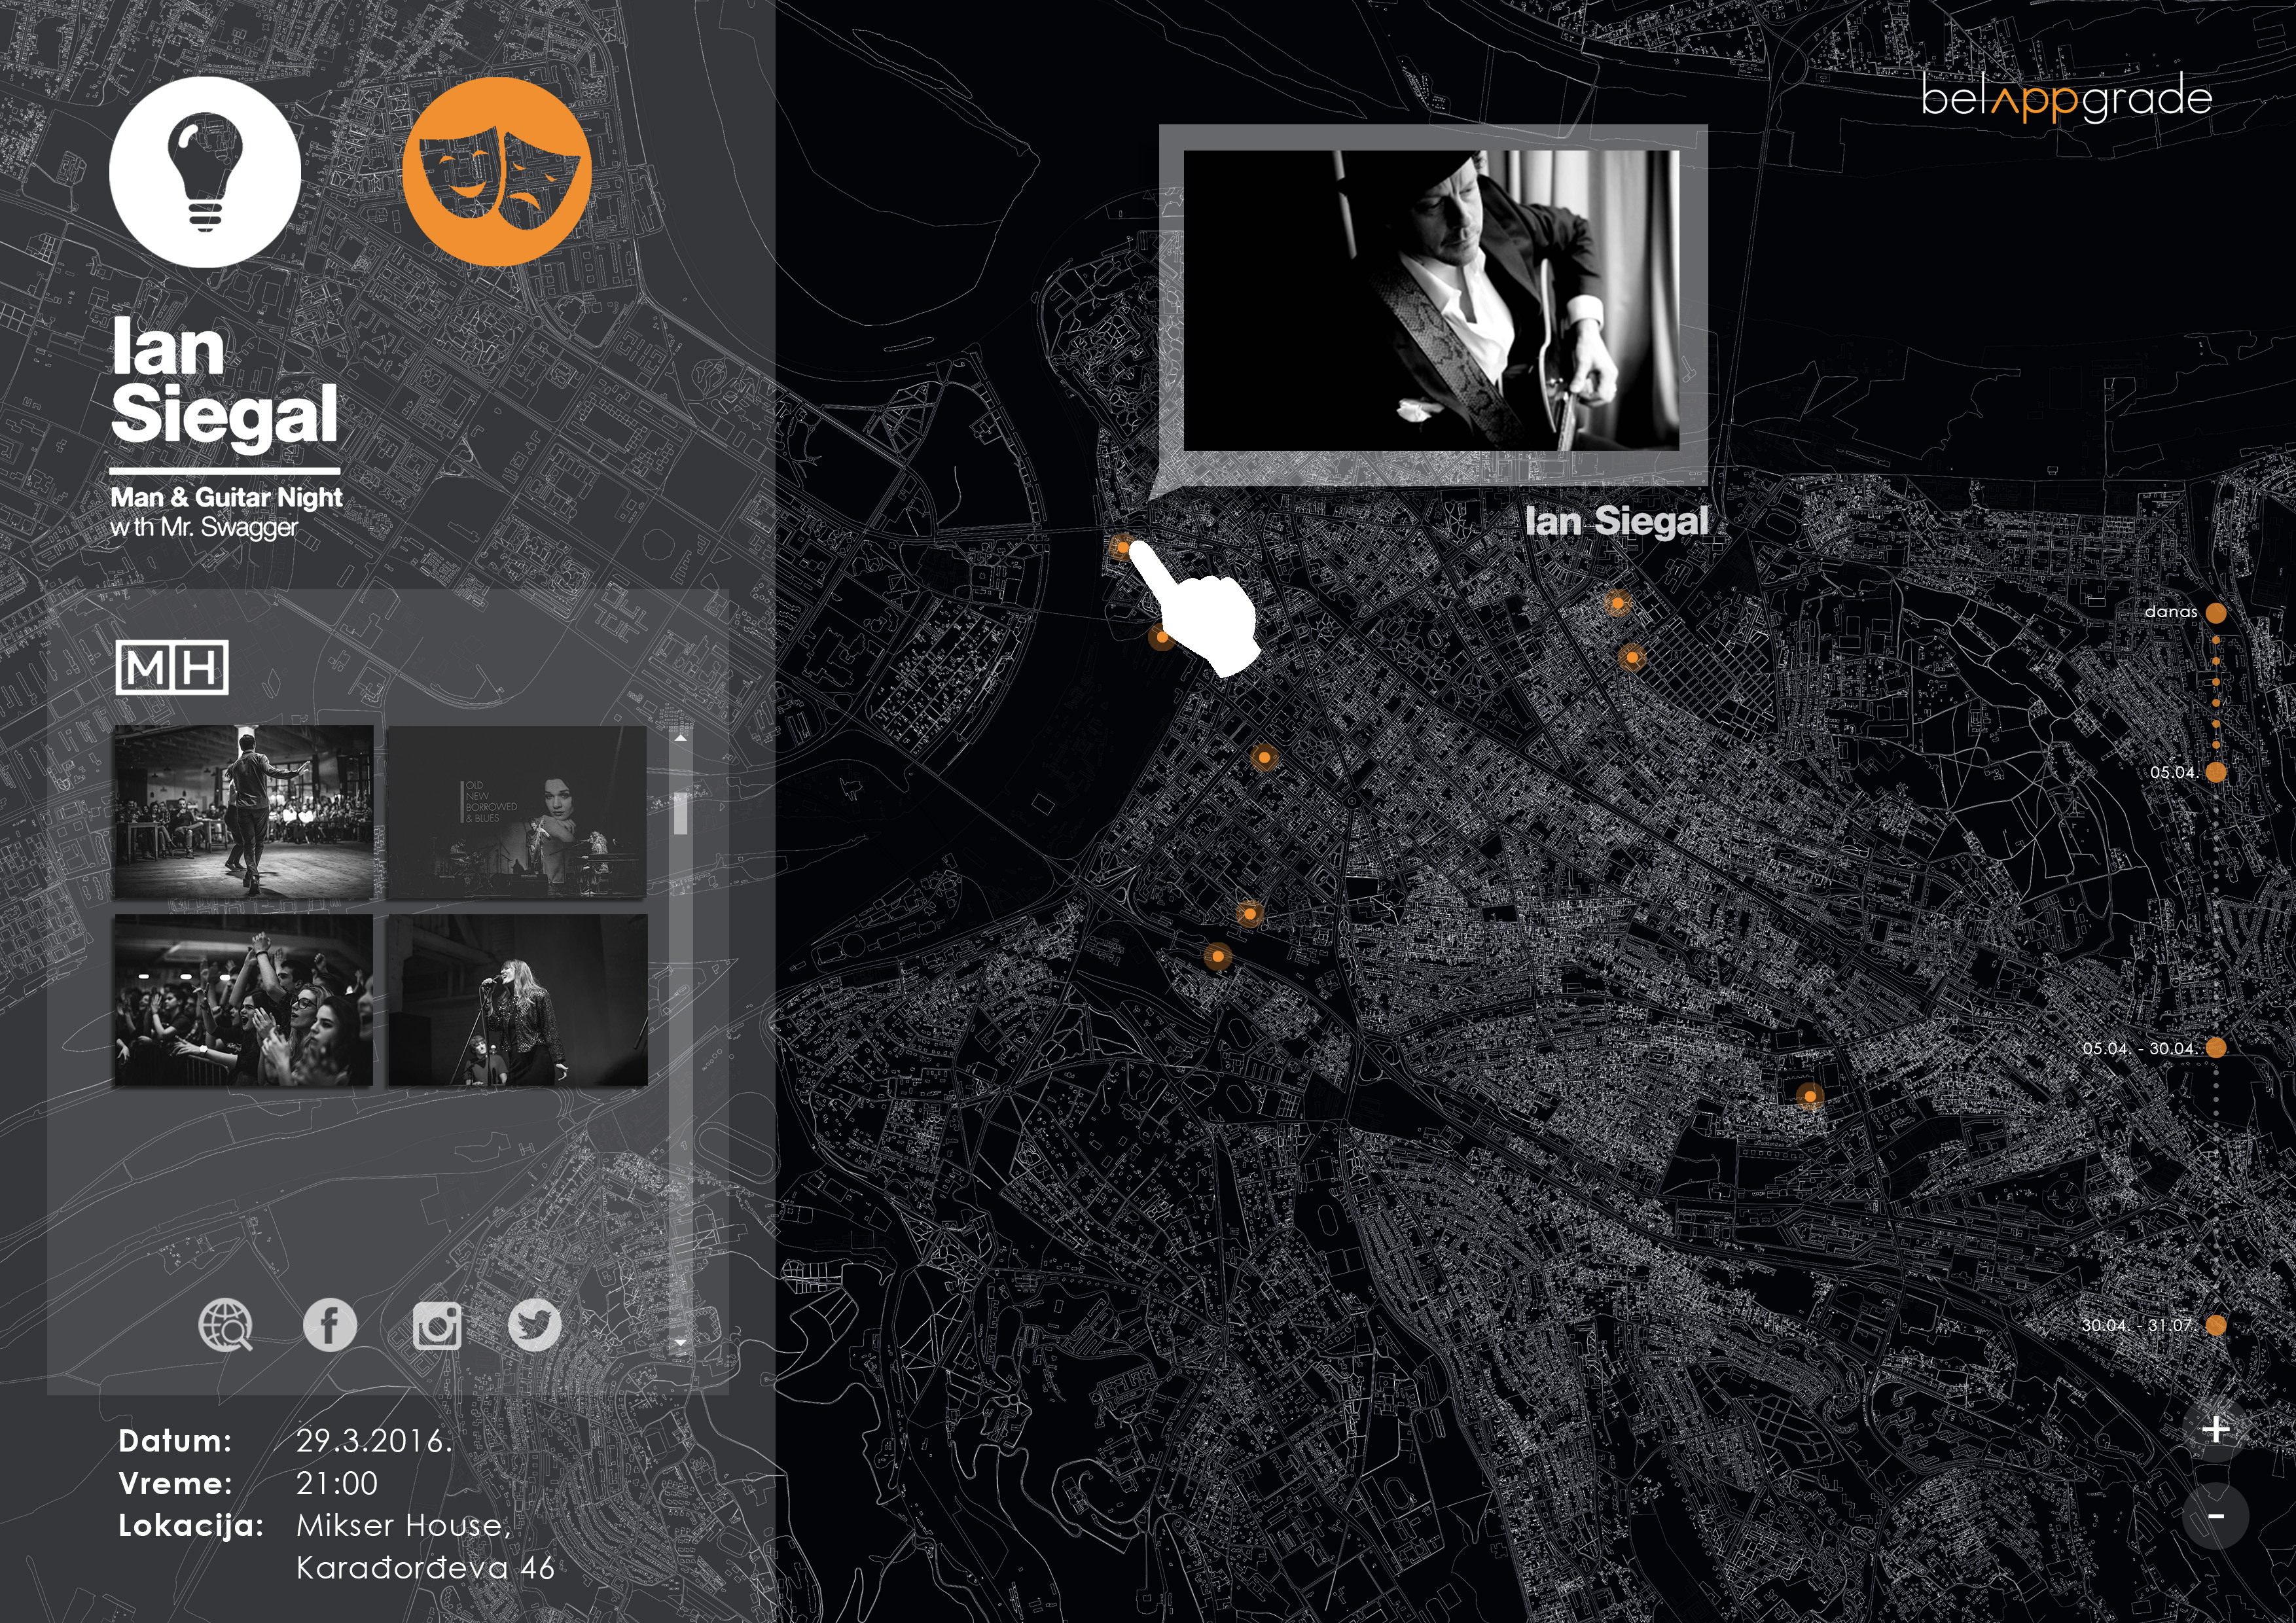 Ian
Siegal
Man & Guitar Night
w th Mr. Swagger
MH
OLD
NEW
BORROWED
& BLUES
Datum: 29.3.2016.
Vreme: 21:00
Lokacija: Mikser House,
Karađorđeva 46
belappgrade
Ian Siegal
danas
05.04.
05.04. - 30.04.
30.04. - 31.07.
+
-